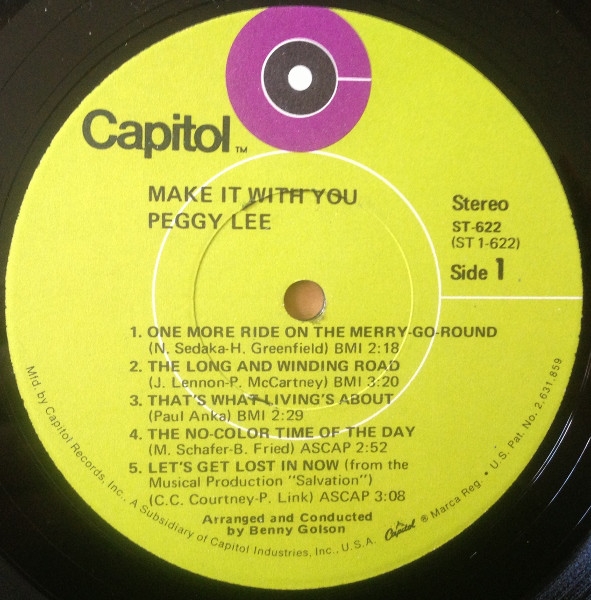 Capitol™
MAKE IT WITH YOU
PEGGY LEE
Stereo
ST-622
(ST 1-622)
Side 1
1. ONE MORE RIDE ON THE MERRY-GO-ROUND
(N. Sedaka-H. Greenfield) BMI 2:18
2. THE LONG AND WINDING ROAD
(J. Lennon-P. McCartney) BMI 3:20
3. THAT'S WHAT LIVING'S ABOUT
(Paul Anka) BMI 2:29
4. THE NO-COLOR TIME OF THE DAY
(M. Schafer-B. Fried) ASCAP 2:52
5. LET'S GET LOST IN NOW (from the
Musical Production "Salvation")
(C.C. Courtney-P. Link) ASCAP 3:08
Arranged and Conducted
by Benny Golson
Mfd. by Capitol Records, Inc., A Subsidiary of Capitol Industries, Inc., U.S.A. Capitol ® Marca Reg. • U.S. Pat. No. 2,631,859